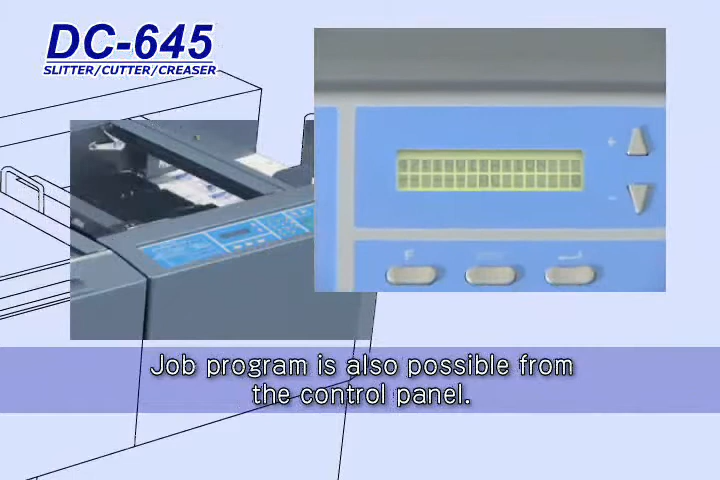 DC-645
SLITTER/CUTTER/CREASER
+
-
F
Job program is also possible from
the control panel.